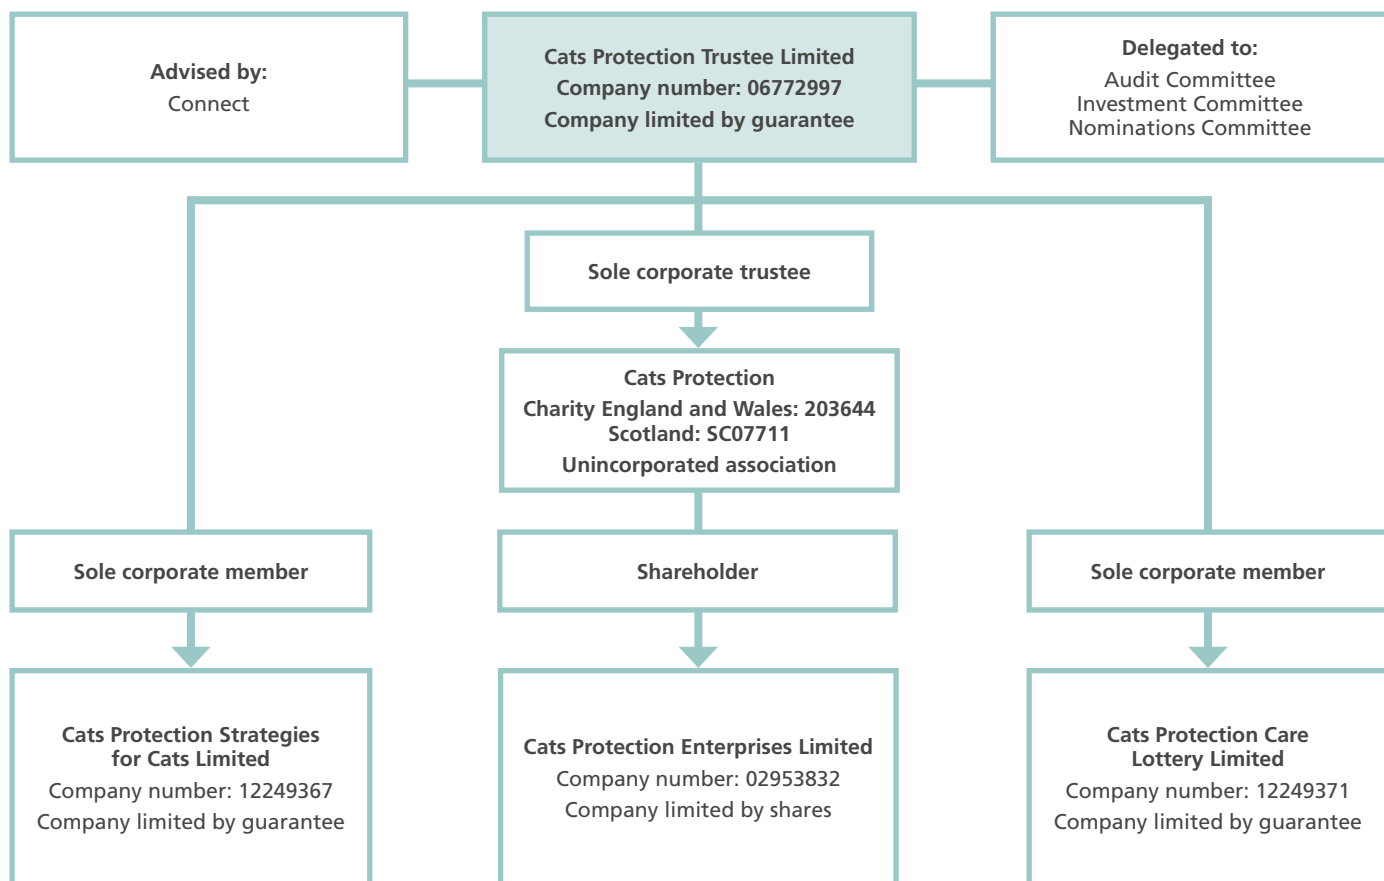 Advised by:
Connect
Cats Protection Trustee Limited
Company number: 06772997
Company limited by guarantee
Delegated to:
Audit Committee
Investment Committee
Nominations Committee
Sole corporate trustee
Cats Protection
Charity England and Wales: 203644
Scotland: SC07711
Unincorporated association
Sole corporate member
Shareholder
Sole corporate member
Cats Protection Strategies
for Cats Limited
Company number: 12249367
Company limited by guarantee
Cats Protection Enterprises Limited
Company number: 02953832
Company limited by shares
Cats Protection Care
Lottery Limited
Company number: 12249371
Company limited by guarantee